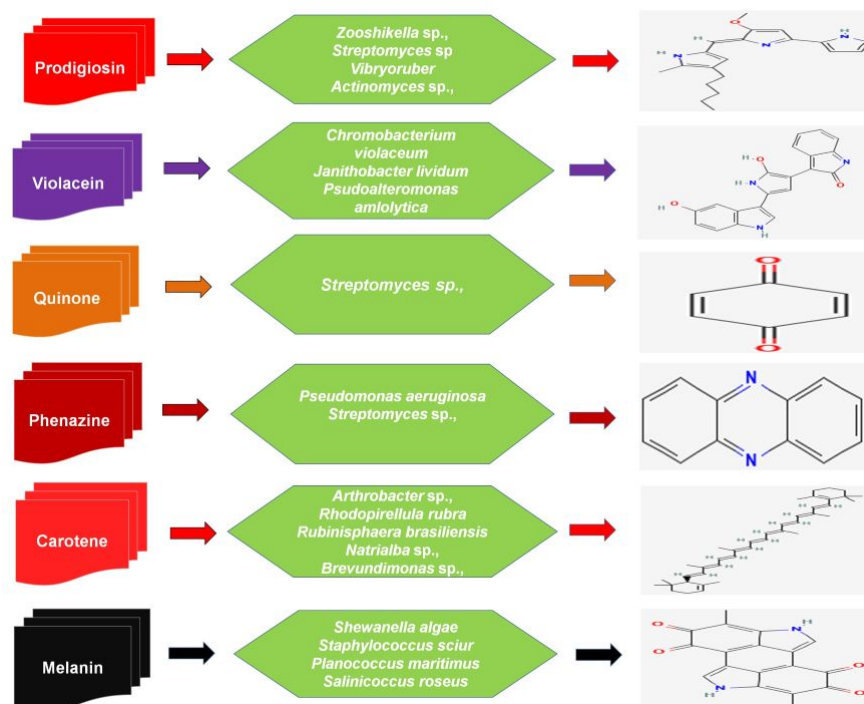 Prodigiosin
Zooshikella sp.,
Streptomyces sp
Vibryoruber
Actinomyces sp.,
H
O
H
N
N
H
N
Violacein
Chromobacterium
violaceum
Janithobacter lividum
Psudoalteromonas
amlolytica
H
O
N
O
H
N
H
O
N
H
Quinone
Streptomyces sp.,
O
O
Phenazine
Pseudomonas aeruginosa
Streptomyces sp.,
N
N
Carotene
Arthrobacter sp.,
Rhodopirellula rubra
Rubinisphaera brasiliensis
Natrialba sp.,
Brevundimonas sp.,
Melanin
Shewanella algae
Staphylococcus sciur
Planococcus maritimus
Salinicoccus roseus
H
N
O
O
O
O
N
H